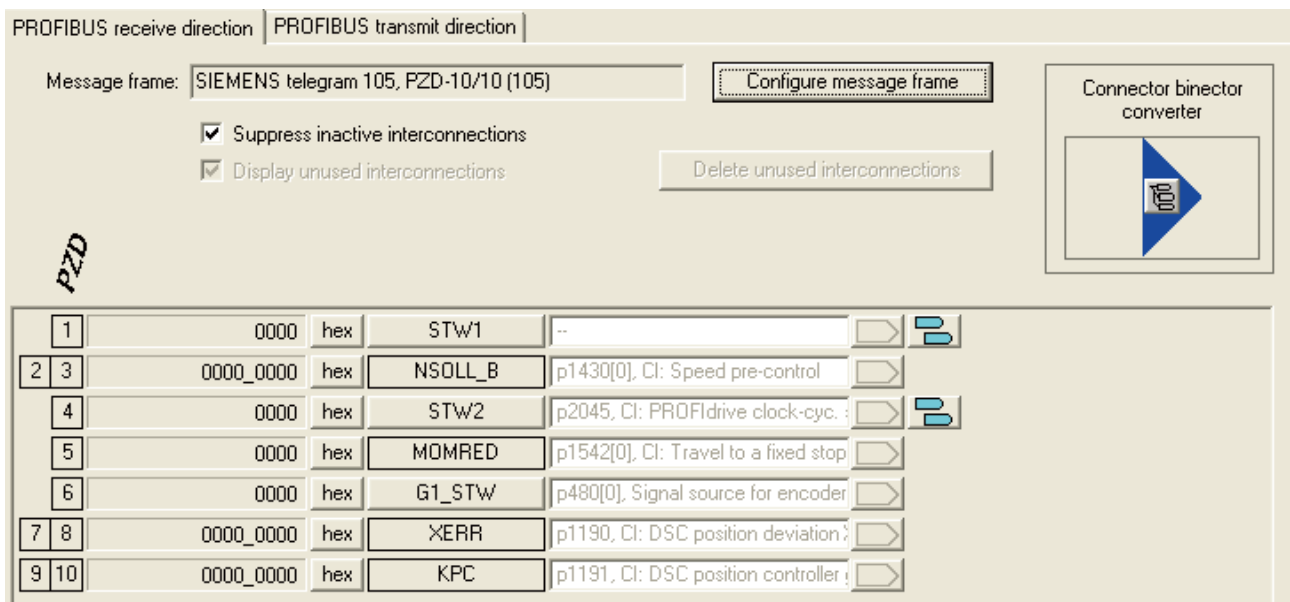 PROFIBUS receive direction PROFIBUS transmit direction
Message frame: SIEMENS telegram 105, PZD-10/10 (105) Configure message frame
Connector binector
converter
Suppress inactive interconnections
Display unused interconnections Delete unused interconnections
PZD
1 0000 hex STW1 --
2 3 0000_0000 hex NSOLL_B p1430[0], CI: Speed pre-control
4 0000 hex STW2 p2045, CI: PROFIdrive clock-cyc.
5 0000 hex MOMRED p1542[0], CI: Travel to a fixed stop
6 0000 hex G1_STW p480[0], Signal source for encoder
7 8 0000_0000 hex XERR p1190, CI: DSC position deviation
9 10 0000_0000 hex KPC p1191, CI: DSC position controller